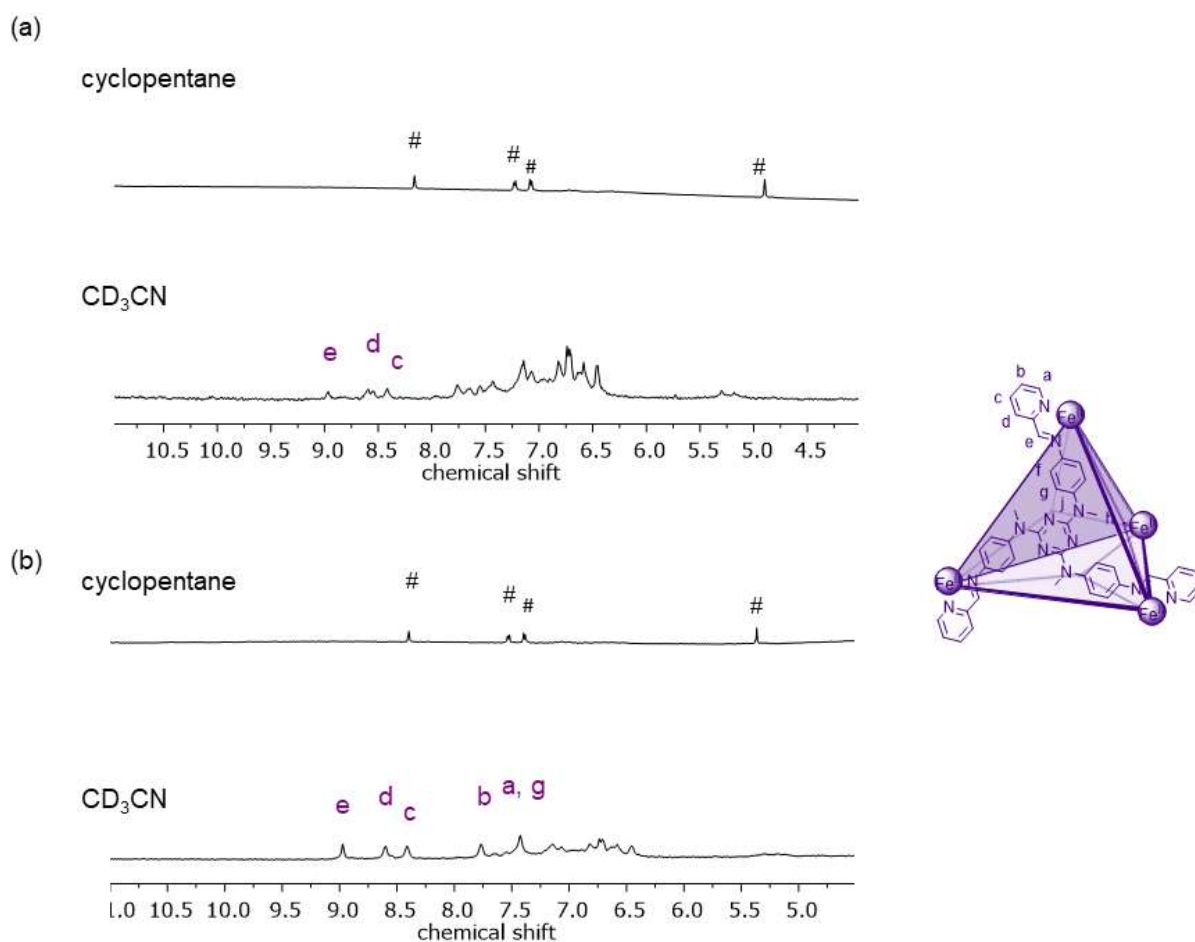 (a)
cyclopentane
# # # #
CD₃CN
e d c
10.5 10.0 9.5 9.0 8.5 8.0 7.5 7.0 6.5 6.0 5.5 5.0 4.5
chemical shift
(b)
cyclopentane
# # # #
CD₃CN
e d c b a, g
1.0 10.5 10.0 9.5 9.0 8.5 8.0 7.5 7.0 6.5 6.0 5.5 5.0
chemical shift
b a
c N
d Fe
e N
f
g
N N
N N h
N N Fe
N N
Fe N N
N N Fe N